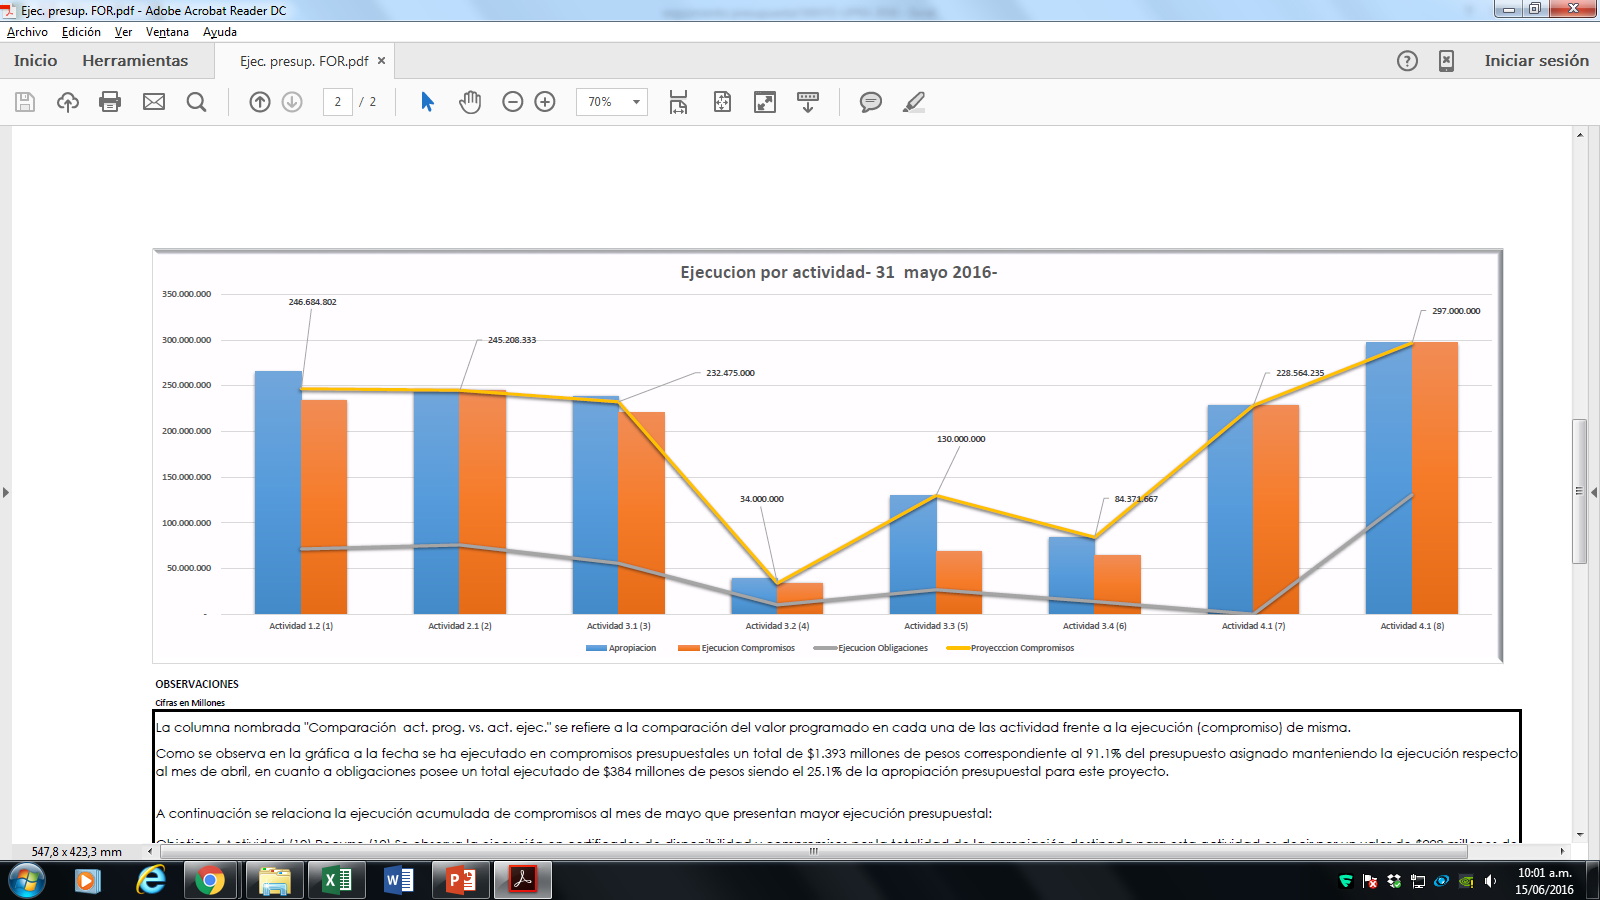 Ejec. presup. FOR.pdf - Adobe Acrobat Reader DC
Archivo Edición Ver Ventana Ayuda
Inicio Herramientas Ejec. presup. FOR.pdf × Iniciar sesión
2 / 2 70%
Ejecucion por actividad- 31 mayo 2016-
350.000.000
300.000.000
250.000.000
200.000.000
150.000.000
100.000.000
50.000.000
-
246.684.802
245.208.333
232.475.000
34.000.000
130.000.000
84.371.667
228.564.235
297.000.000
Actividad 1.2 (1) Actividad 2.1 (2) Actividad 3.1 (3) Actividad 3.2 (4) Actividad 3.3 (5) Actividad 3.4 (6) Actividad 4.1 (7) Actividad 4.1 (8)
Apropiacion Ejecucion Compromisos Ejecucion Obligaciones Proyecccion Compromisos
OBSERVACIONES
Cifras en Millones
La columna nombrada "Comparación act. prog. vs. act. ejec." se refiere a la comparación del valor programado en cada una de las actividad frente a la ejecución (compromiso) de misma.
Como se observa en la gráfica a la fecha se ha ejecutado en compromisos presupuestales un total de $1.393 millones de pesos correspondiente al 91.1% del presupuesto asignado manteniendo la ejecución respecto
al mes de abril, en cuanto a obligaciones posee un total ejecutado de $384 millones de pesos siendo el 25.1% de la apropiación presupuestal para este proyecto.
A continuación se relaciona la ejecución acumulada de compromisos al mes de mayo que presentan mayor ejecución presupuestal:
547,8 x 423,3 mm
10:01 a.m.
15/06/2016